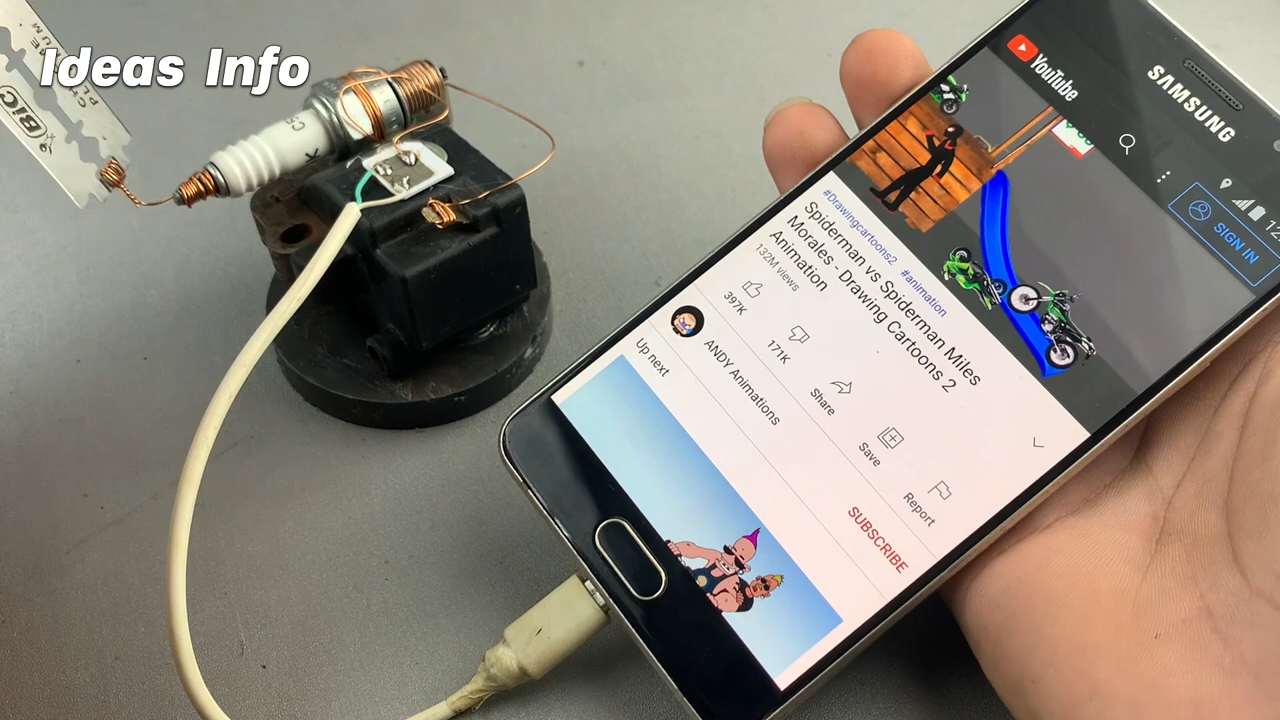 Ideas Info
BiC
C5
K
YouTube
SAMSUNG
SIGN IN
#Drawingcartoons2 #animation
Spiderman vs Spiderman Miles
Morales - Drawing Cartoons 2
Animation
132M views
397K
171K
Share
Save
Report
ANDY Animations
SUBSCRIBE
Up next